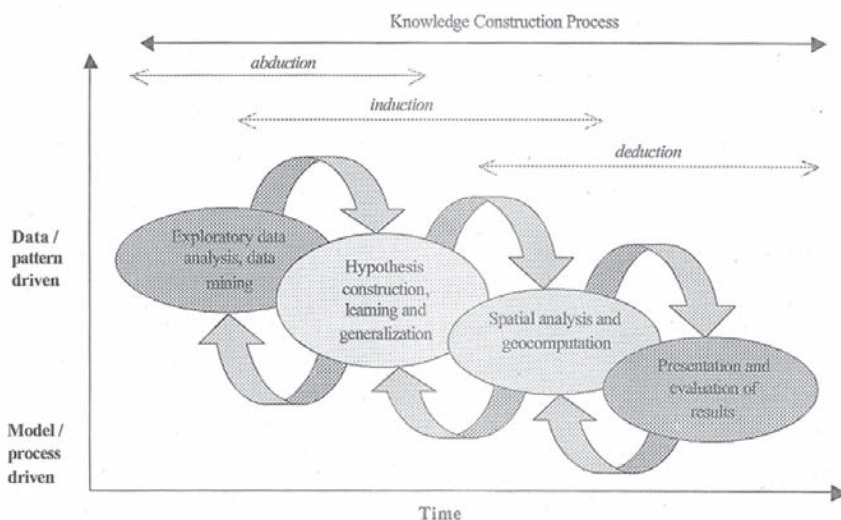 Knowledge Construction Process
abduction
induction
deduction
Data /
pattern
driven
Exploratory data
analysis, data
mining
Hypothesis
construction,
learning and
generalization
Spatial analysis and
geocomputation
Presentation and
evaluation of
results
Model /
process
driven
Time